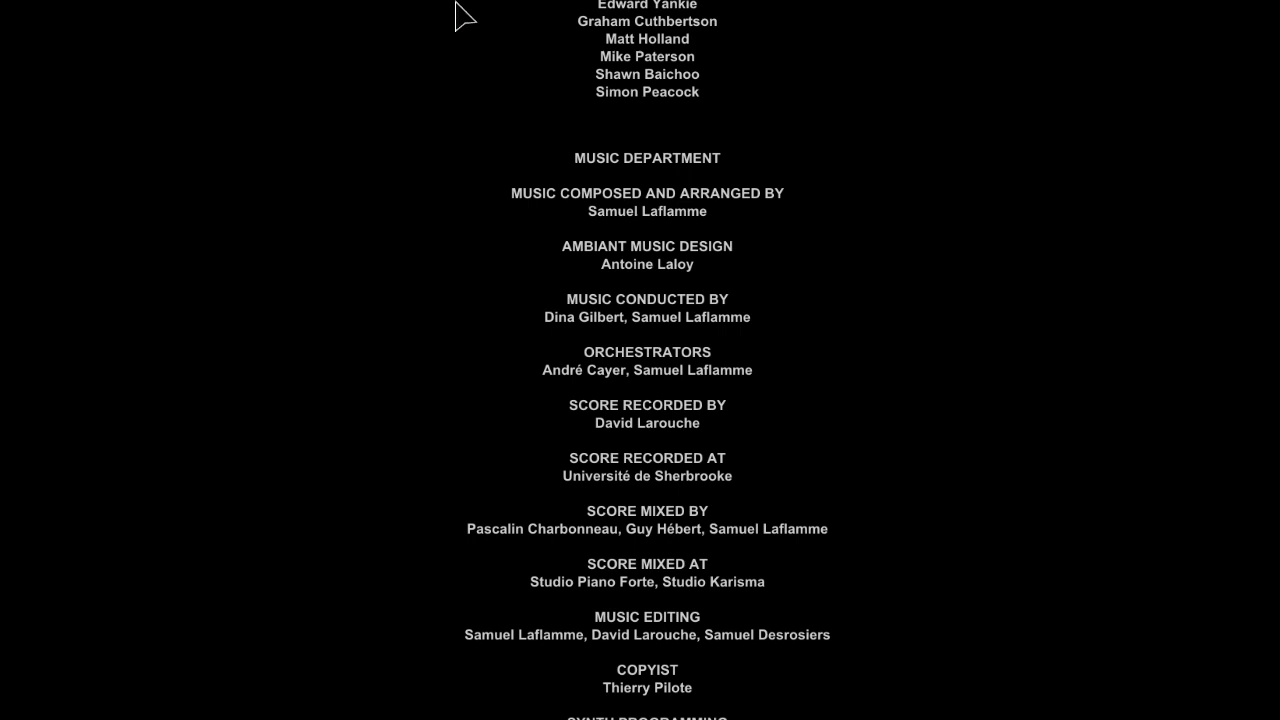 Edward Yankie
Graham Cuthbertson
Matt Holland
Mike Paterson
Shawn Baichoo
Simon Peacock
MUSIC DEPARTMENT
MUSIC COMPOSED AND ARRANGED BY
Samuel Laflamme
AMBIANT MUSIC DESIGN
Antoine Laloy
MUSIC CONDUCTED BY
Dina Gilbert, Samuel Laflamme
ORCHESTRATORS
André Cayer, Samuel Laflamme
SCORE RECORDED BY
David Larouche
SCORE RECORDED AT
Université de Sherbrooke
SCORE MIXED BY
Pascalin Charbonneau, Guy Hébert, Samuel Laflamme
SCORE MIXED AT
Studio Piano Forte, Studio Karisma
MUSIC EDITING
Samuel Laflamme, David Larouche, Samuel Desrosiers
COPYIST
Thierry Pilote
SYNTH PROGRAMMING